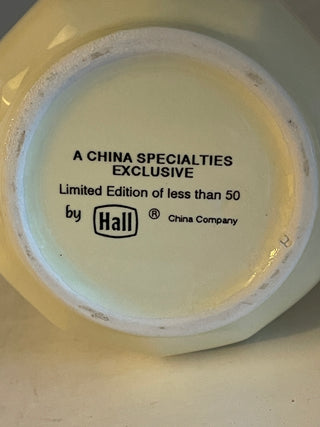 A CHINA SPECIALTIES
EXCLUSIVE
Limited Edition of less than 50
by Hall ® China Company